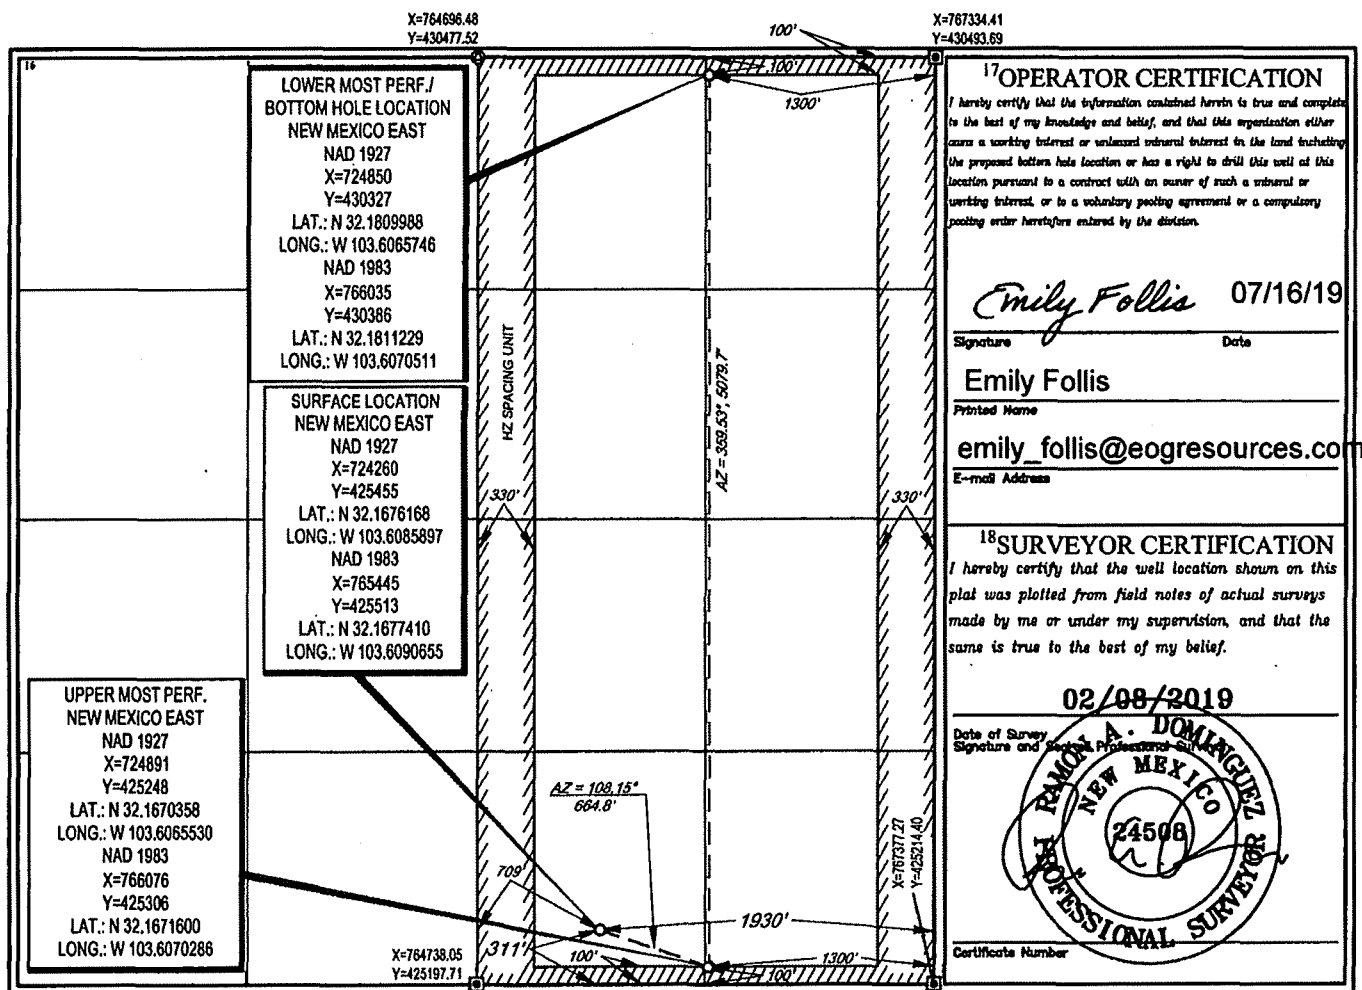 X=764696.48
Y=430477.52
X=767334.41
Y=430493.69
100'
16
100'
1300'
LOWER MOST PERF./
BOTTOM HOLE LOCATION
NEW MEXICO EAST
NAD 1927
X=724850
Y=430327
LAT.: N 32.1809988
LONG.: W 103.6065746
NAD 1983
X=766035
Y=430386
LAT.: N 32.1811229
LONG.: W 103.6070511
SURFACE LOCATION
NEW MEXICO EAST
NAD 1927
X=724260
Y=425455
LAT.: N 32.1676168
LONG.: W 103.6085897
NAD 1983
X=765445
Y=425513
LAT.: N 32.1677410
LONG.: W 103.6090655
UPPER MOST PERF.
NEW MEXICO EAST
NAD 1927
X=724891
Y=425248
LAT.: N 32.1670358
LONG.: W 103.6065530
NAD 1983
X=766076
Y=425306
LAT.: N 32.1671600
LONG.: W 103.6070286
HZ SPACING UNIT
AZ = 359.53°, 5079.7'
330'
330'
AZ = 108.15°
664.8'
X=767377.27
Y=425214.40
709'
1930'
311'
100'
1300'
100'
X=764738.05
Y=425197.71
17OPERATOR CERTIFICATION
I hereby certify that the information contained herein is true and complete
to the best of my knowledge and belief, and that this organization either
owns a working interest or unleased mineral interest in the land including
the proposed bottom hole location or has a right to drill this well at this
location pursuant to a contract with an owner of such a mineral or
working interest, or to a voluntary pooling agreement or a compulsory
pooling order heretofore entered by the division.
Emily Follis 07/16/19
Signature Date
Emily Follis
Printed Name
emily_follis@eogresources.com
E-mail Address
18SURVEYOR CERTIFICATION
I hereby certify that the well location shown on this
plat was plotted from field notes of actual surveys
made by me or under my supervision, and that the
same is true to the best of my belief.
02/08/2019
Date of Survey
Signature and Seal of Professional Surveyor
RAMON A. DOMINGUEZ
NEW MEXICO
24508
PROFESSIONAL SURVEYOR
Certificate Number